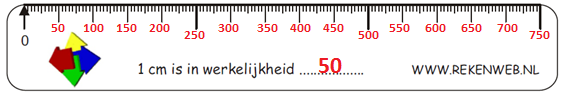 0 50 100 150 200 250 300 350 400 450 500 550 600 650 700 750
1 cm is in werkelijkheid ......50............ WWW.REKENWEB.NL